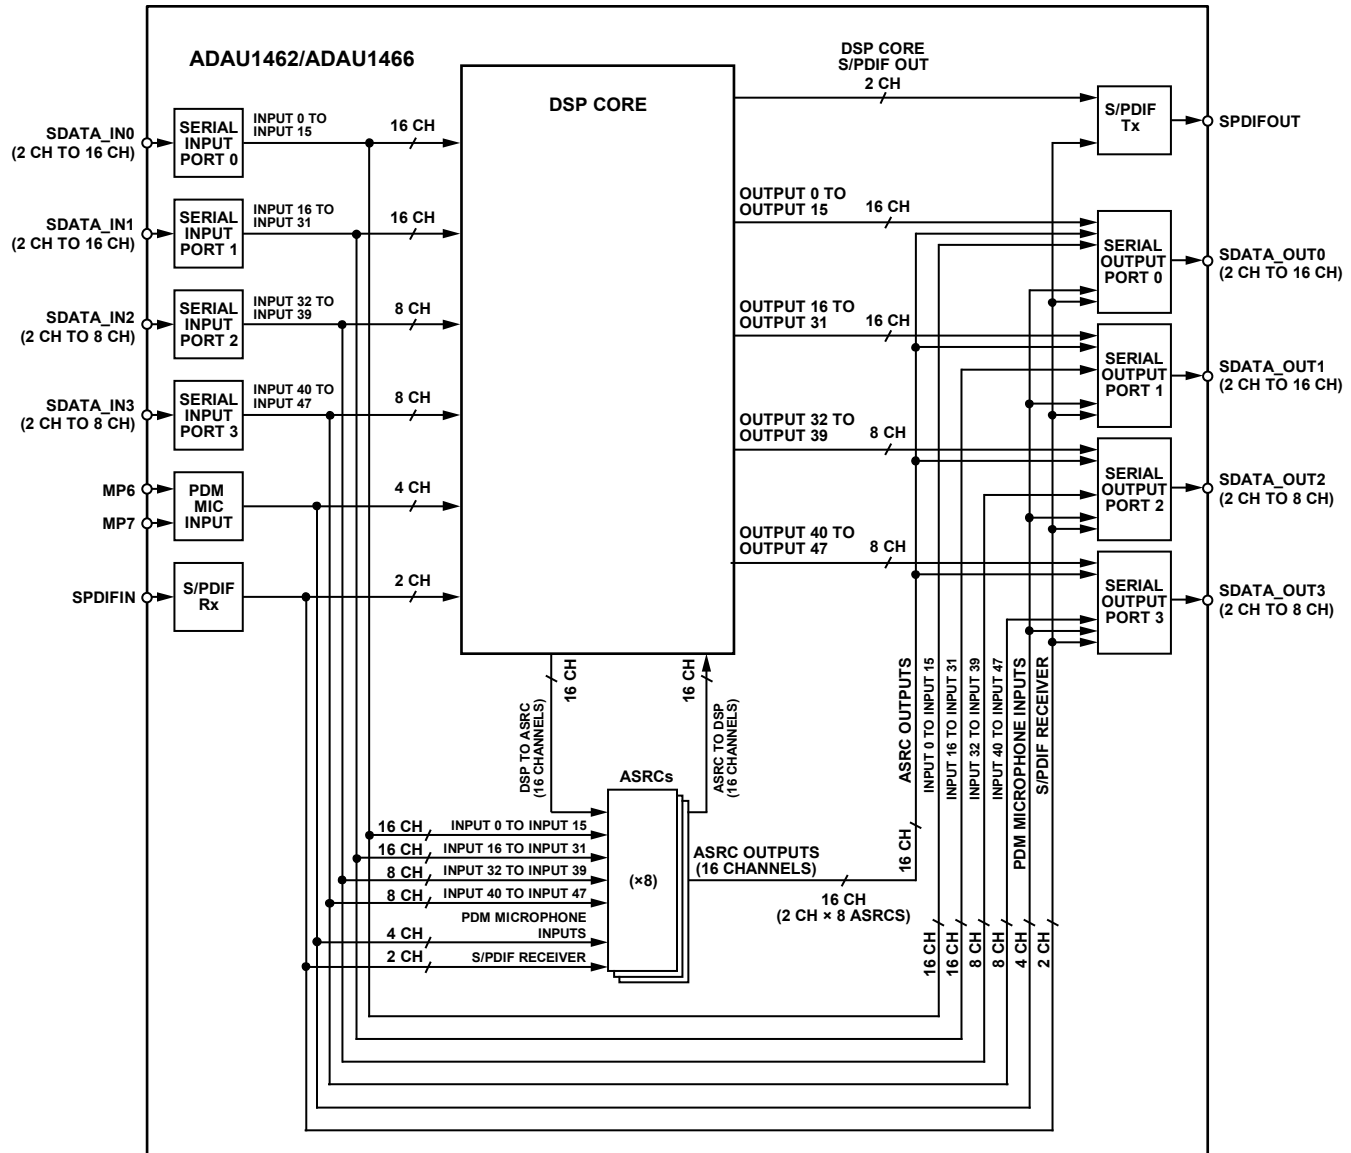 ADAU1462/ADAU1466
DSP CORE
DSP CORE
S/PDIF OUT
2 CH
S/PDIF
Tx
SPDIFOUT
SDATA_IN0
(2 CH TO 16 CH)
SERIAL
INPUT
PORT 0
INPUT 0 TO
INPUT 15
16 CH
SDATA_IN1
(2 CH TO 16 CH)
SERIAL
INPUT
PORT 1
INPUT 16 TO
INPUT 31
16 CH
SDATA_IN2
(2 CH TO 8 CH)
SERIAL
INPUT
PORT 2
INPUT 32 TO
INPUT 39
8 CH
SDATA_IN3
(2 CH TO 8 CH)
SERIAL
INPUT
PORT 3
INPUT 40 TO
INPUT 47
8 CH
MP6
MP7
PDM
MIC
INPUT
4 CH
SPDIFIN
S/PDIF
Rx
2 CH
OUTPUT 0 TO
OUTPUT 15
16 CH
SERIAL
OUTPUT
PORT 0
SDATA_OUT0
(2 CH TO 16 CH)
OUTPUT 16 TO
OUTPUT 31
16 CH
SERIAL
OUTPUT
PORT 1
SDATA_OUT1
(2 CH TO 16 CH)
OUTPUT 32 TO
OUTPUT 39
8 CH
SERIAL
OUTPUT
PORT 2
SDATA_OUT2
(2 CH TO 8 CH)
OUTPUT 40 TO
OUTPUT 47
8 CH
SERIAL
OUTPUT
PORT 3
SDATA_OUT3
(2 CH TO 8 CH)
DSP TO ASRC
(16 CHANNELS)
16 CH
16 CH
ASRC TO DSP
(16 CHANNELS)
ASRCs
(×8)
16 CH
INPUT 0 TO INPUT 15
16 CH
INPUT 16 TO INPUT 31
8 CH
INPUT 32 TO INPUT 39
8 CH
INPUT 40 TO INPUT 47
PDM MICROPHONE
INPUTS
4 CH
2 CH
S/PDIF RECEIVER
ASRC OUTPUTS
(16 CHANNELS)
16 CH
(2 CH × 8 ASRCS)
ASRC OUTPUTS
INPUT 0 TO INPUT 15
INPUT 16 TO INPUT 31
INPUT 32 TO INPUT 39
INPUT 40 TO INPUT 47
PDM MICROPHONE INPUTS
S/PDIF RECEIVER
16 CH
16 CH
16 CH
8 CH
8 CH
4 CH
2 CH